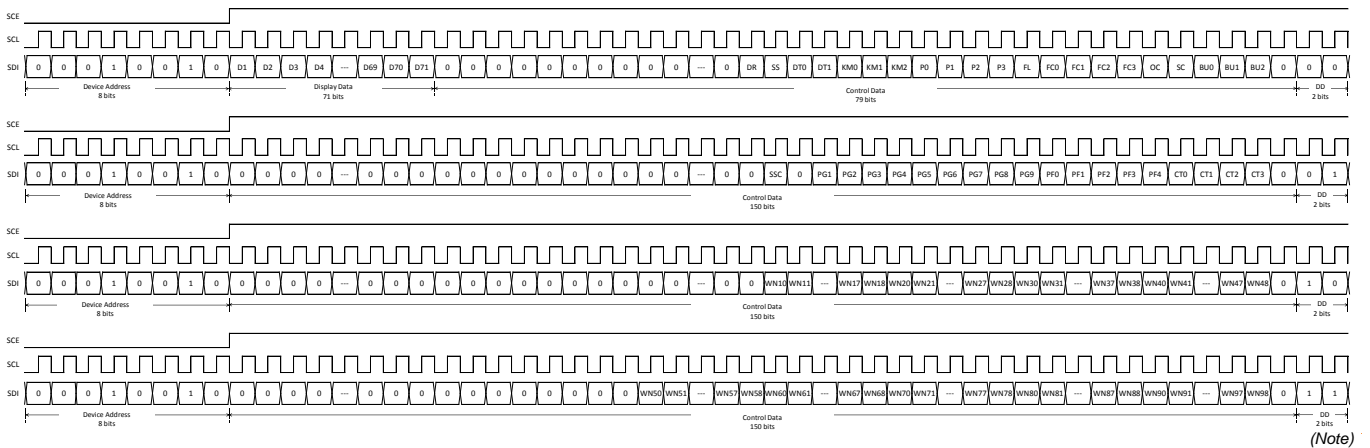 SCE
SCL
SDI 0 0 0 1 0 0 1 0 D1 D2 D3 D4 --- D69 D70 D71 0 0 0 0 0 0 0 0 0 0 --- 0 DR SS DT0 DT1 KM0 KM1 KM2 P0 P1 P2 P3 FL FC0 FC1 FC2 FC3 OC SC BU0 BU1 BU2 0 0 0
Device Address Display Data Control Data DD
8 bits 71 bits 79 bits 2 bits
SCE
SCL
SDI 0 0 0 1 0 0 1 0 0 0 0 0 --- 0 0 0 0 0 0 0 0 0 0 0 0 0 --- 0 0 SSC 0 PG1 PG2 PG3 PG4 PG5 PG6 PG7 PG8 PG9 PF0 PF1 PF2 PF3 PF4 CT0 CT1 CT2 CT3 0 0 1
Device Address Control Data DD
8 bits 150 bits 2 bits
SCE
SCL
SDI 0 0 0 1 0 0 1 0 0 0 0 0 --- 0 0 0 0 0 0 0 0 0 0 0 0 0 --- 0 0 WN10 WN11 --- WN17 WN18 WN20 WN21 --- WN27 WN28 WN30 WN31 --- WN37 WN38 WN40 WN41 --- WN47 WN48 0 1 0
Device Address Control Data DD
8 bits 150 bits 2 bits
SCE
SCL
SDI 0 0 0 1 0 0 1 0 0 0 0 0 --- 0 0 0 0 0 0 0 0 0 0 0 WN50 WN51 --- WN57 WN58 WN60 WN61 --- WN67 WN68 WN70 WN71 --- WN77 WN78 WN80 WN81 --- WN87 WN88 WN90 WN91 --- WN97 WN98 0 1 1
Device Address Control Data DD
8 bits 150 bits 2 bits
(Note)